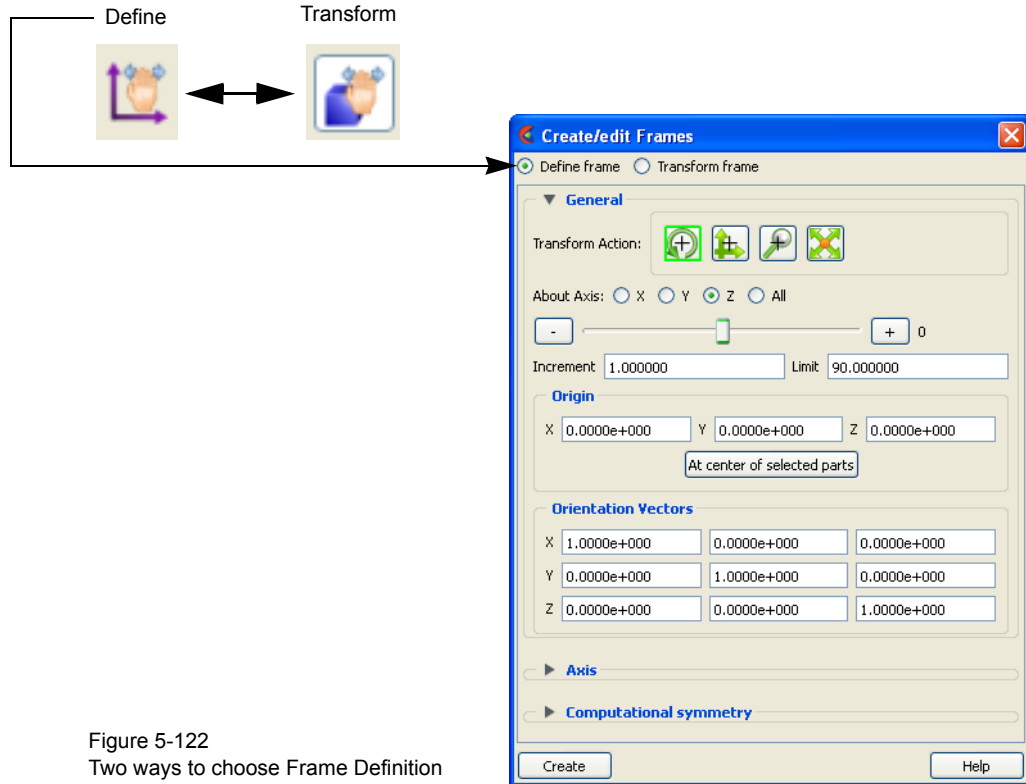 Define
Transform
Create/edit Frames
Define frame Transform frame
General
Transform Action:
About Axis: X Y Z All
- + 0
Increment 1.000000 Limit 90.000000
Origin
X 0.0000e+000 Y 0.0000e+000 Z 0.0000e+000
At center of selected parts
Orientation Vectors
X 1.0000e+000 0.0000e+000 0.0000e+000
Y 0.0000e+000 1.0000e+000 0.0000e+000
Z 0.0000e+000 0.0000e+000 1.0000e+000
Axis
Computational symmetry
Create Help
Figure 5-122
Two ways to choose Frame Definition